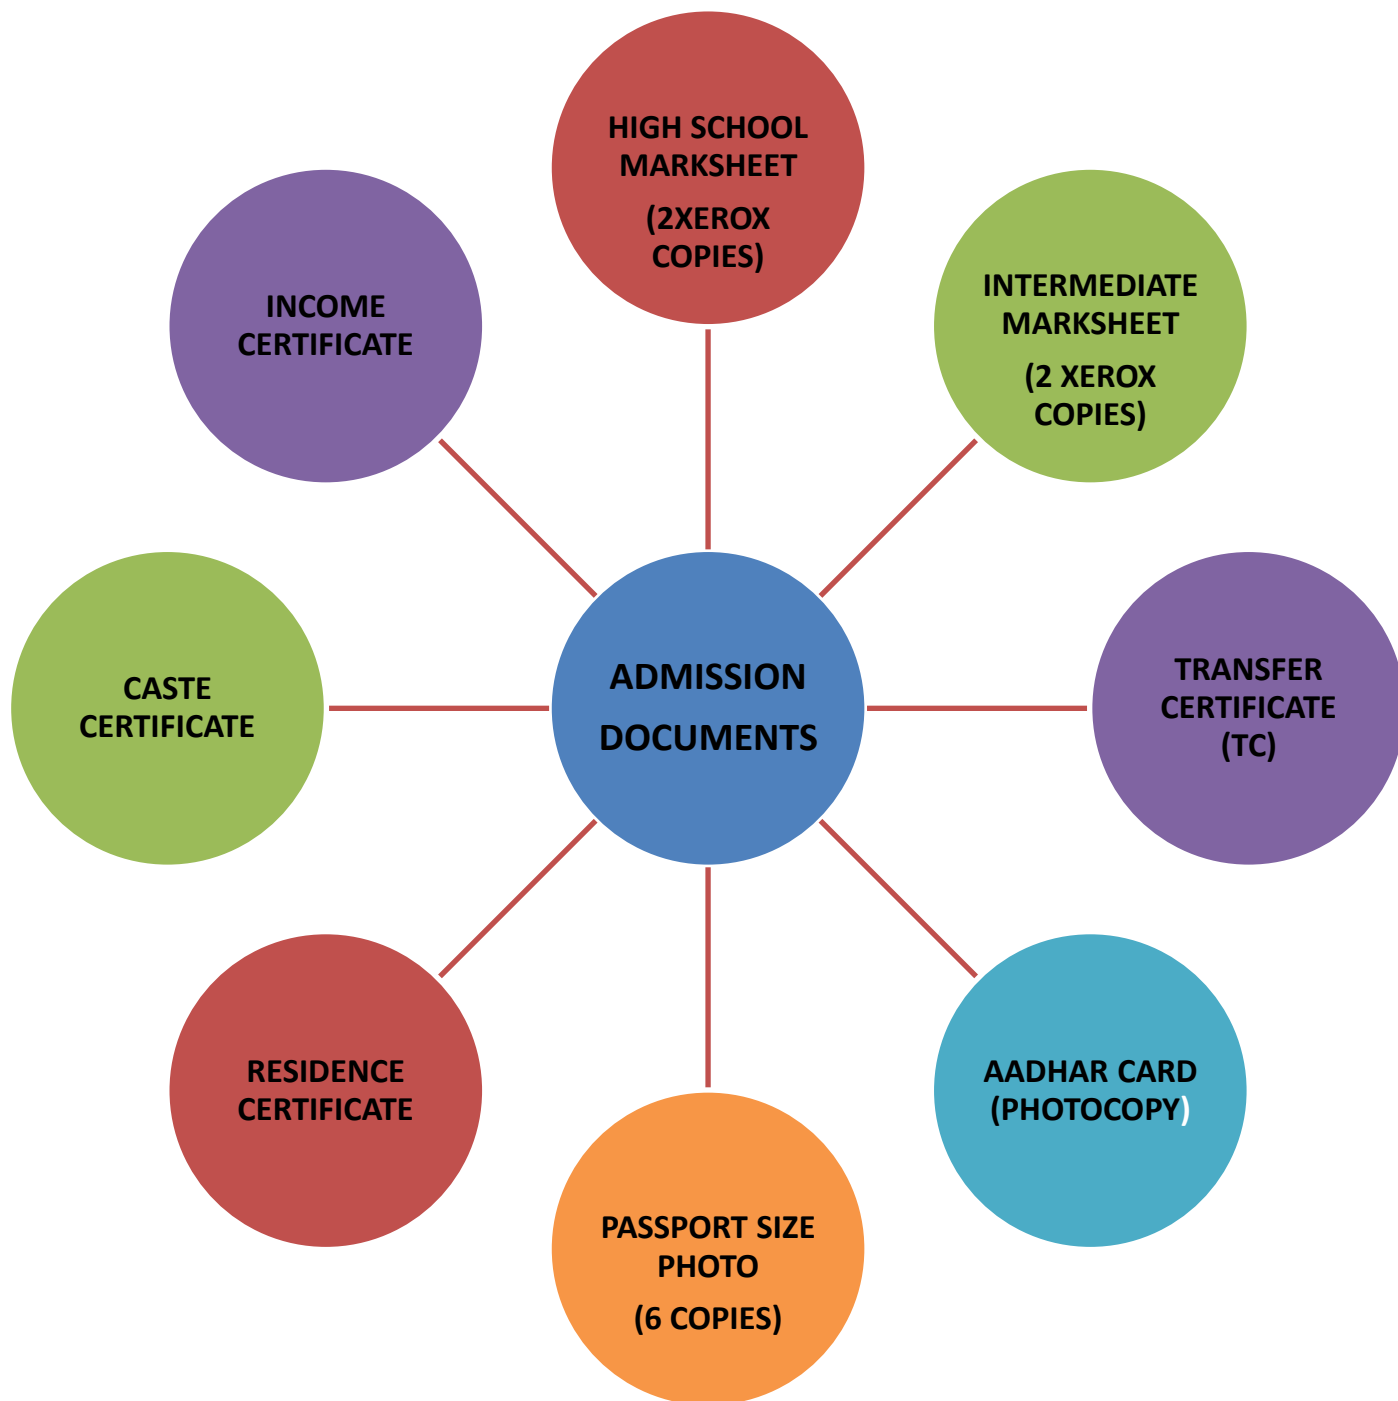 HIGH SCHOOL
MARKSHEET
(2XEROX
COPIES)
INTERMEDIATE
MARKSHEET
(2 XEROX
COPIES)
TRANSFER
CERTIFICATE
(TC)
AADHAR CARD
(PHOTOCOPY)
PASSPORT SIZE
PHOTO
(6 COPIES)
RESIDENCE
CERTIFICATE
CASTE
CERTIFICATE
INCOME
CERTIFICATE
ADMISSION
DOCUMENTS